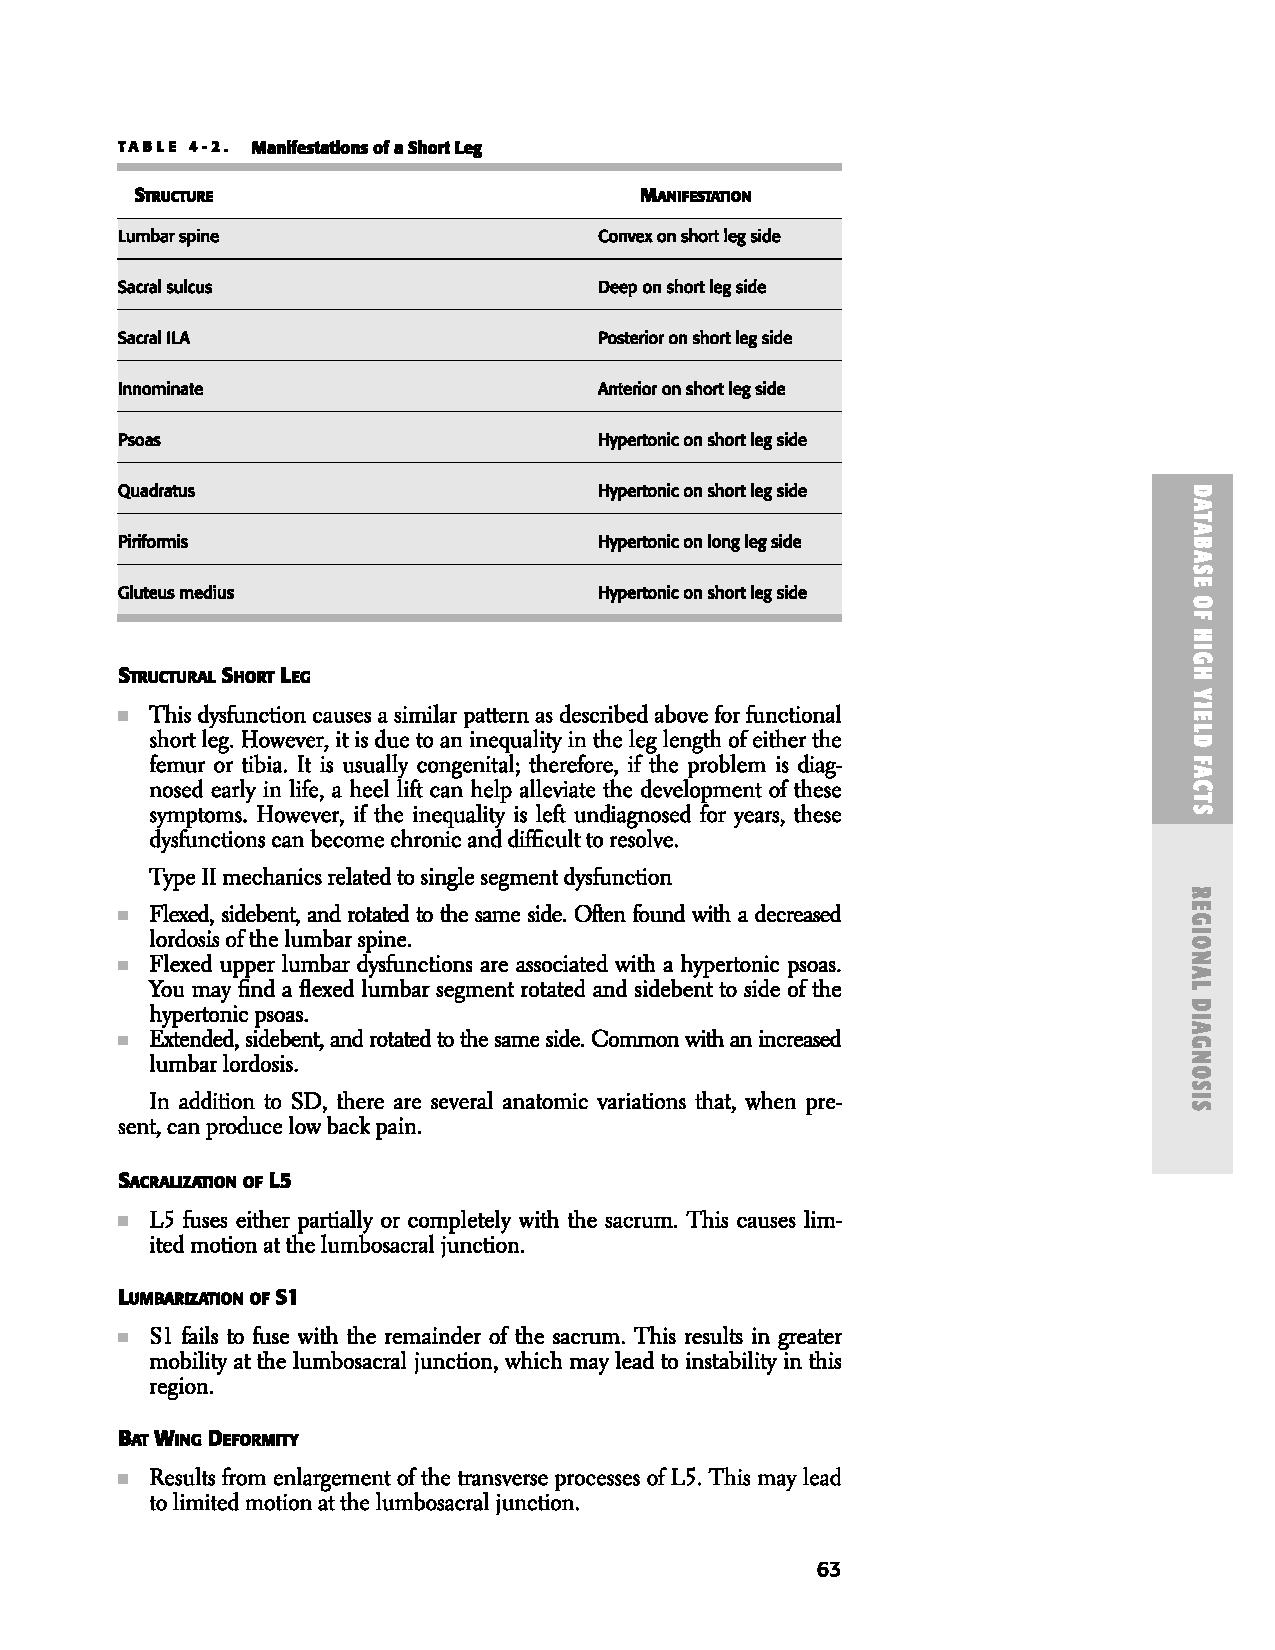 TABLE 4-2. Manifestations of a Short Leg
STRUCTURE MANIFESTATION
Lumbar spine Convex on short leg side
Sacral sulcus Deep on short leg side
Sacral ILA Posterior on short leg side
Innominate Anterior on short leg side
Psoas Hypertonic on short leg side
Quadratus Hypertonic on short leg side
Piriformis Hypertonic on long leg side
Gluteus medius Hypertonic on short leg side
STRUCTURAL SHORT LEG
■ This dysfunction causes a similar pattern as described above for functional
short leg. However, it is due to an inequality in the leg length of either the
femur or tibia. It is usually congenital; therefore, if the problem is diag-
nosed early in life, a heel lift can help alleviate the development of these
symptoms. However, if the inequality is left undiagnosed for years, these
dysfunctions can become chronic and difficult to resolve.
Type II mechanics related to single segment dysfunction
■ Flexed, sidebent, and rotated to the same side. Often found with a decreased
lordosis of the lumbar spine.
■ Flexed upper lumbar dysfunctions are associated with a hypertonic psoas.
You may find a flexed lumbar segment rotated and sidebent to side of the
hypertonic psoas.
■ Extended, sidebent, and rotated to the same side. Common with an increased
lumbar lordosis.
In addition to SD, there are several anatomic variations that, when pre-
sent, can produce low back pain.
SACRALIZATION OF L5
■ L5 fuses either partially or completely with the sacrum. This causes lim-
ited motion at the lumbosacral junction.
LUMBARIZATION OF S1
■ S1 fails to fuse with the remainder of the sacrum. This results in greater
mobility at the lumbosacral junction, which may lead to instability in this
region.
BAT WING DEFORMITY
■ Results from enlargement of the transverse processes of L5. This may lead
to limited motion at the lumbosacral junction.
63
DATABASE OF HIGH YIELD FACTS
REGIONAL DIAGNOSIS